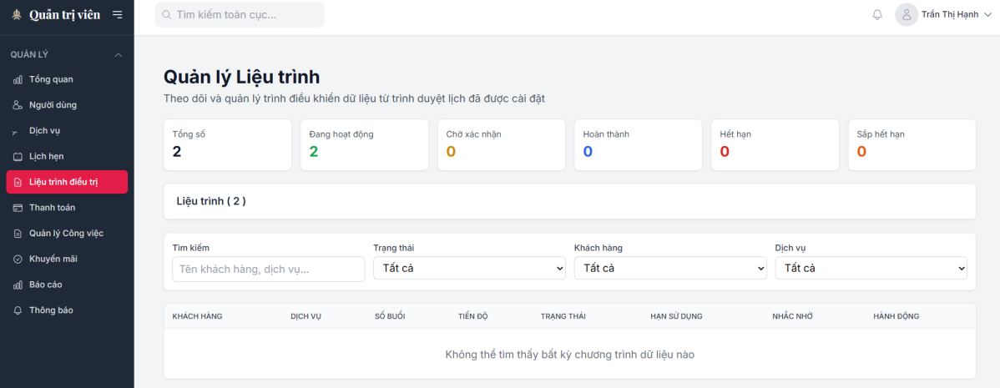 Quản trị viên
Tìm kiếm toàn cục...
Trần Thị Hạnh
QUẢN LÝ
Tổng quan
Người dùng
Dịch vụ
Lịch hẹn
Liệu trình điều trị
Thanh toán
Quản lý Công việc
Khuyến mãi
Báo cáo
Thông báo
Quản lý Liệu trình
Theo dõi và quản lý trình điều khiển dữ liệu từ trình duyệt lịch đã được cài đặt
Tổng số
2
Đang hoạt động
2
Chờ xác nhận
0
Hoàn thành
0
Hết hạn
0
Sắp hết hạn
0
Liệu trình ( 2 )
Tìm kiếm
Tên khách hàng, dịch vụ...
Trạng thái
Tất cả
Khách hàng
Tất cả
Dịch vụ
Tất cả
KHÁCH HÀNG DỊCH VỤ SỐ BUỔI TIẾN ĐỘ TRẠNG THÁI HẠN SỬ DỤNG NHẮC NHỞ HÀNH ĐỘNG
Không thể tìm thấy bất kỳ chương trình dữ liệu nào